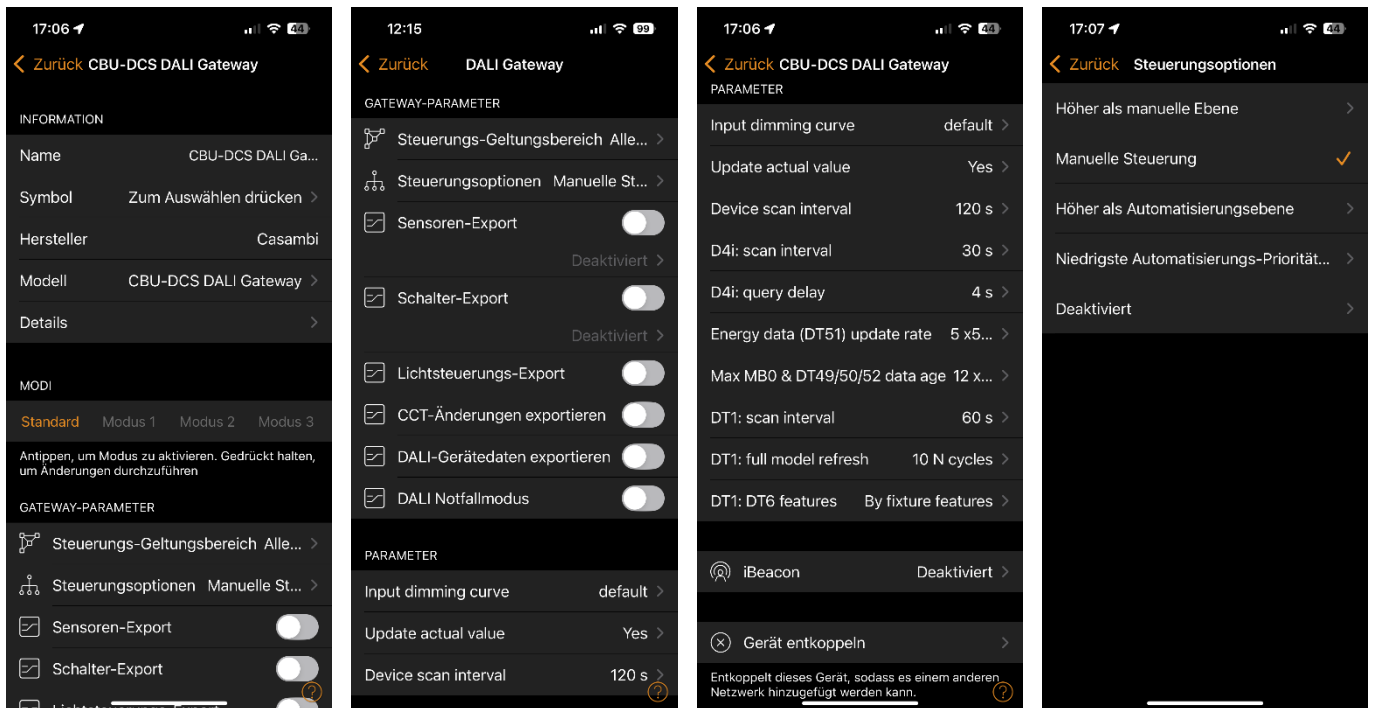 17:06
44
Zurück CBU-DCS DALI Gateway
INFORMATION
Name CBU-DCS DALI Ga...
Symbol Zum Auswählen drücken
Hersteller Casambi
Modell CBU-DCS DALI Gateway
Details
MODI
Standard Modus 1 Modus 2 Modus 3
Antippen, um Modus zu aktivieren. Gedrückt halten,
um Änderungen durchzuführen
GATEWAY-PARAMETER
Steuerungs-Geltungsbereich Alle...
Steuerungsoptionen Manuelle St...
Sensoren-Export
Schalter-Export
?
12:15
99
Zurück DALI Gateway
GATEWAY-PARAMETER
Steuerungs-Geltungsbereich Alle...
Steuerungsoptionen Manuelle St...
Sensoren-Export
Deaktiviert
Schalter-Export
Deaktiviert
Lichtsteuerungs-Export
CCT-Änderungen exportieren
DALI-Gerätedaten exportieren
DALI Notfallmodus
PARAMETER
Input dimming curve default
Update actual value Yes
Device scan interval 120 s
?
17:06
44
Zurück CBU-DCS DALI Gateway
PARAMETER
Input dimming curve default
Update actual value Yes
Device scan interval 120 s
D4i: scan interval 30 s
D4i: query delay 4 s
Energy data (DT51) update rate 5 x5...
Max MB0 & DT49/50/52 data age 12 x...
DT1: scan interval 60 s
DT1: full model refresh 10 N cycles
DT1: DT6 features By fixture features
iBeacon Deaktiviert
Gerät entkoppeln
Entkoppelt dieses Gerät, sodass es einem anderen
Netzwerk hinzugefügt werden kann.
?
17:07
44
Zurück Steuerungsoptionen
Höher als manuelle Ebene
Manuelle Steuerung
Höher als Automatisierungsebene
Niedrigste Automatisierungs-Priorität...
Deaktiviert